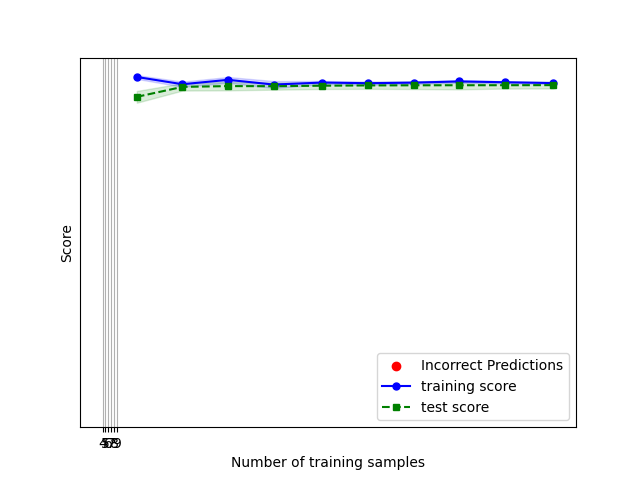 Score
Incorrect Predictions
training score
test score
Number of training samples